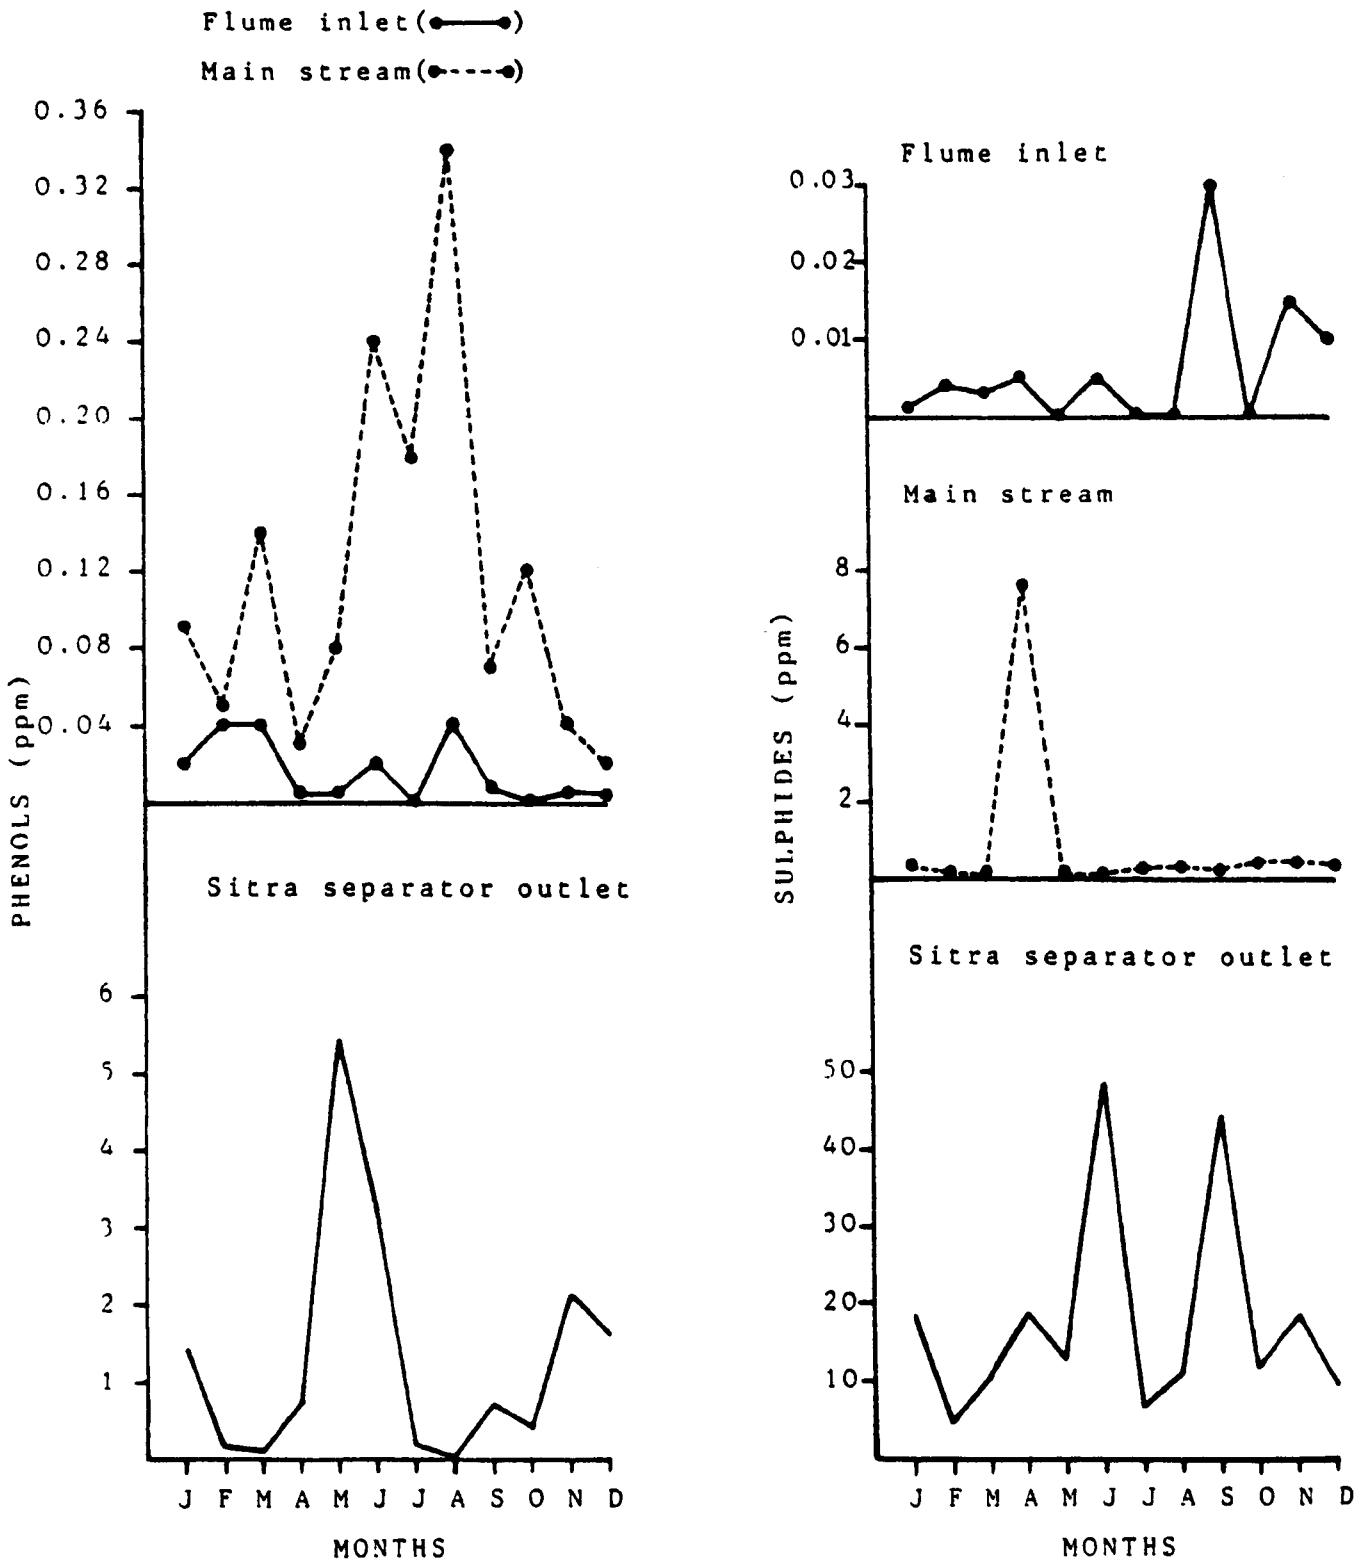 Flume inlet(●——●)
Main stream(●----●)
0.36
0.32
0.28
0.24
0.20
0.16
0.12
0.08
0.04
PHENOLS (ppm)
Sitra separator outlet
6
5
4
3
2
1
J F M A M J J A S O N D
MONTHS
Flume inlet
0.03
0.02
0.01
Main stream
8
6
4
2
SULPHIDES (ppm)
Sitra separator outlet
50
40
30
20
10
J F M A M J J A S O N D
MONTHS